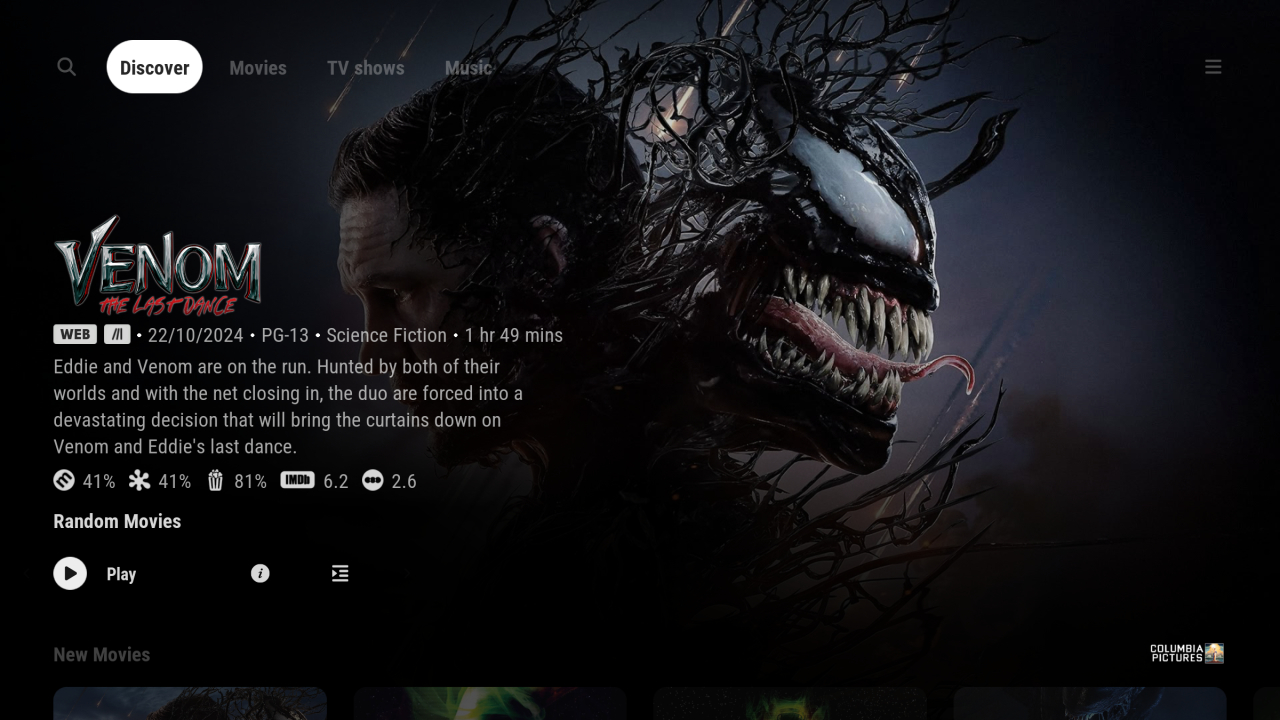 Discover Movies TV shows Music
VENOM
THE LAST DANCE
WEB • 22/10/2024 • PG-13 • Science Fiction • 1 hr 49 mins
Eddie and Venom are on the run. Hunted by both of their
worlds and with the net closing in, the duo are forced into a
devastating decision that will bring the curtains down on
Venom and Eddie's last dance.
41% 41% 81% IMDb 6.2 2.6
Random Movies
Play
New Movies
COLUMBIA
PICTURES